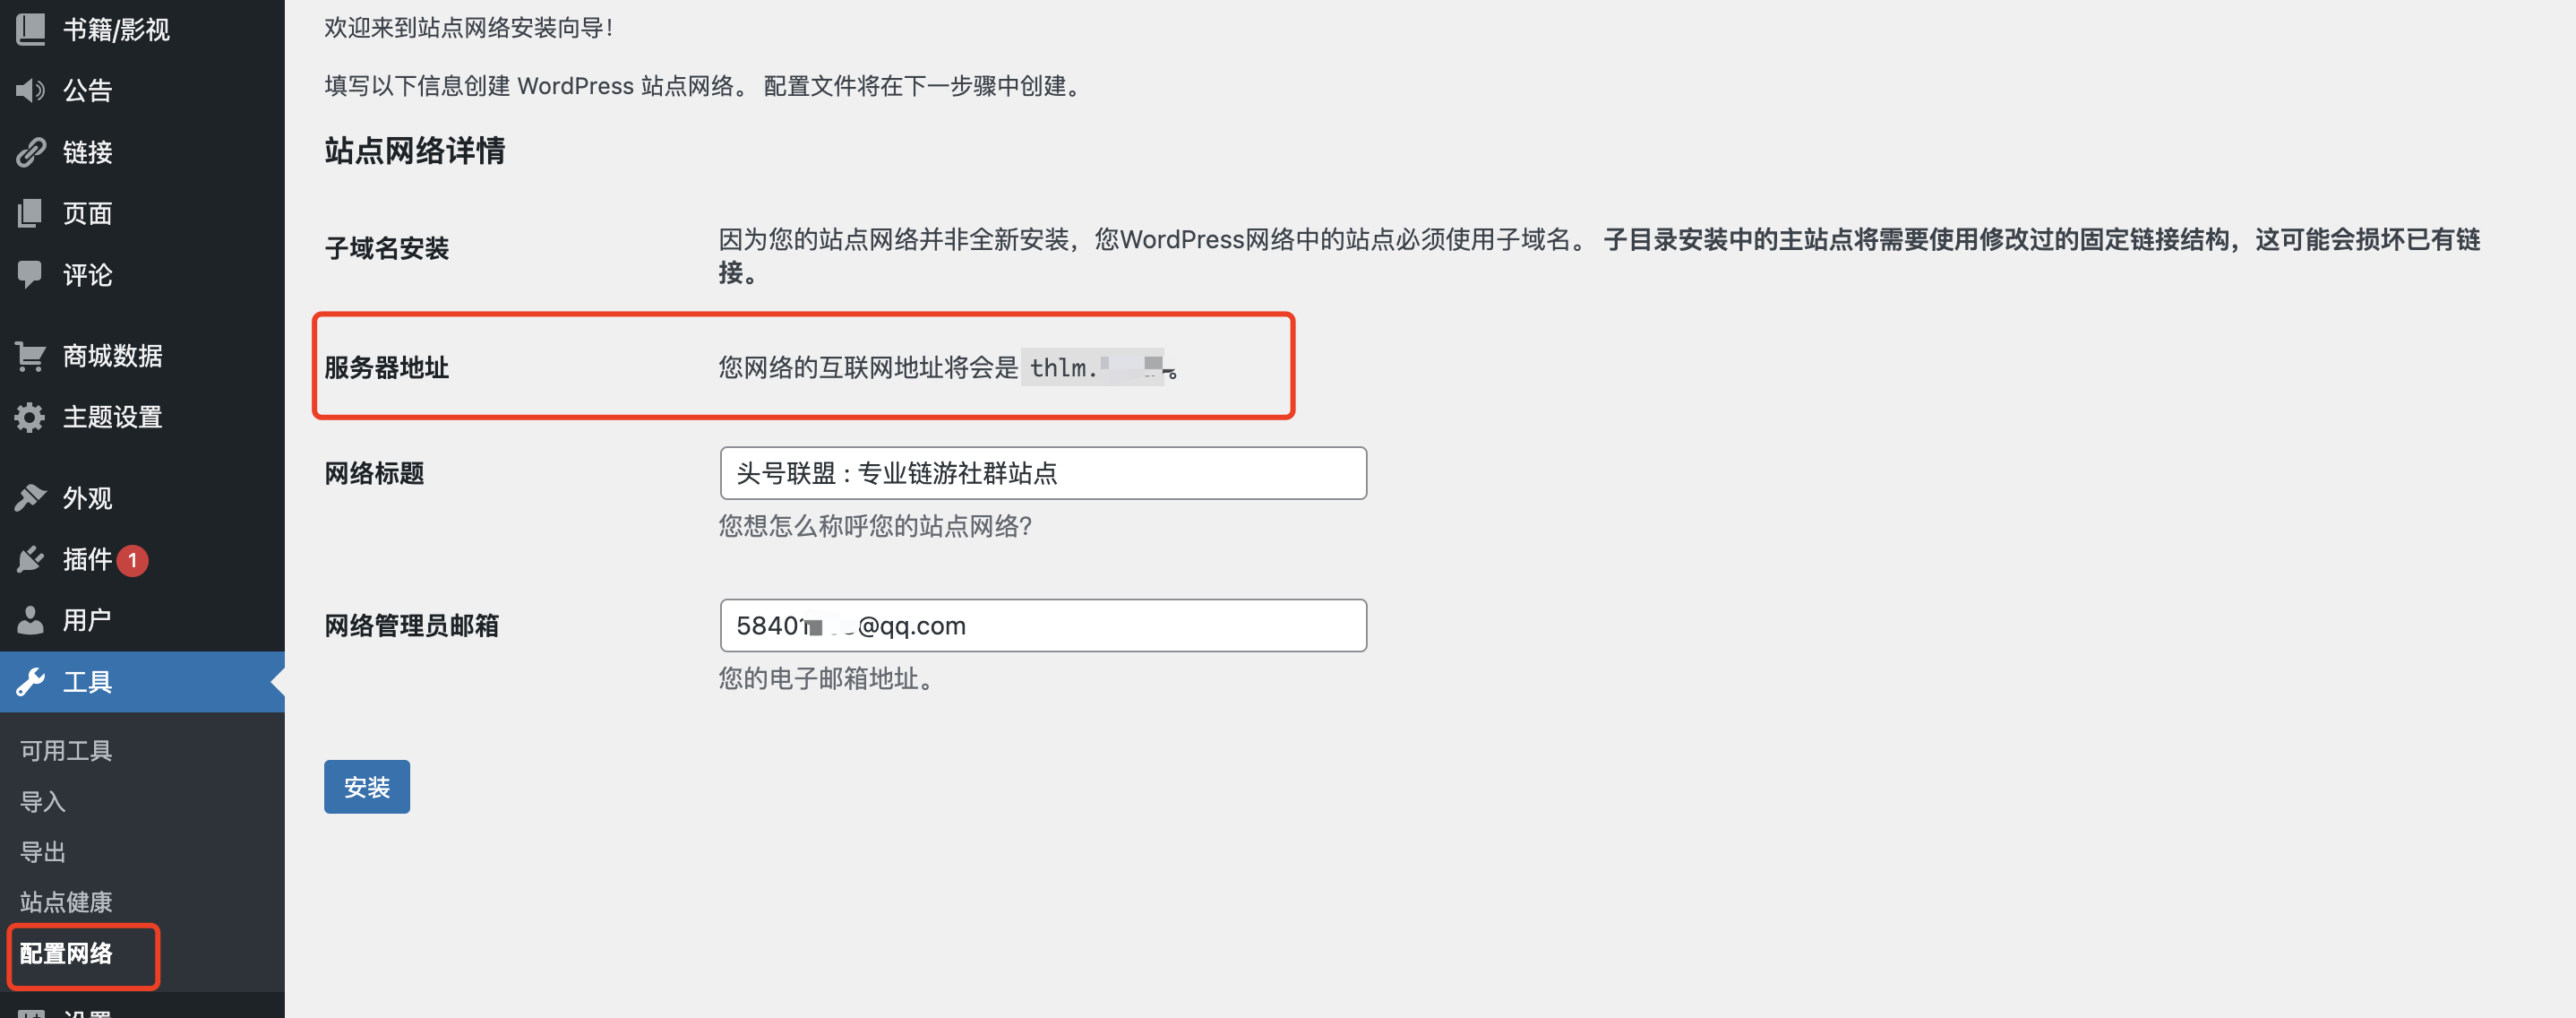 书籍/影视
公告
链接
页面
评论
商城数据
主题设置
外观
插件 1
用户
工具
可用工具
导入
导出
站点健康
配置网络
设置
欢迎来到站点网络安装向导！
填写以下信息创建 WordPress 站点网络。 配置文件将在下一步骤中创建。
站点网络详情
子域名安装
因为您的站点网络并非全新安装，您WordPress网络中的站点必须使用子域名。 子目录安装中的主站点将需要使用修改过的固定链接结构，这可能会损坏已有链
接。
服务器地址
您网络的互联网地址将会是 thlm. 。
网络标题
头号联盟 : 专业链游社群站点
您想怎么称呼您的站点网络?
网络管理员邮箱
5840 @qq.com
您的电子邮箱地址。
安装